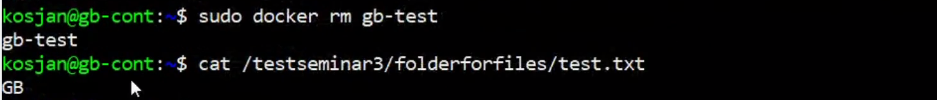 kosjan@gb-cont:~$ sudo docker rm gb-test
gb-test
kosjan@gb-cont:~$ cat /testseminar3/folderforfiles/test.txt
GB